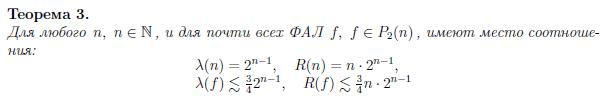 Теорема 3.
Для любого n, n ∈ ℕ, и для почти всех ФАЛ f, f ∈ P₂(n), имеют место соотноше-
ния:
λ(n) = 2ⁿ⁻¹, R(n) = n · 2ⁿ⁻¹,
λ(f) ≲ ¾2ⁿ⁻¹, R(f) ≲ ¾n · 2ⁿ⁻¹